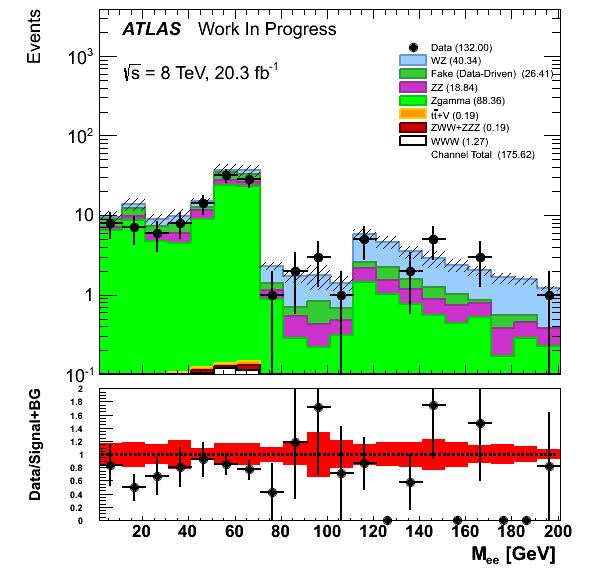 Events
ATLAS Work In Progress
√s = 8 TeV, 20.3 fb⁻¹
Data (132.00)
WZ (40.34)
Fake (Data-Driven) (26.41)
ZZ (18.84)
Zgamma (88.36)
tt̄+V (0.19)
ZWW+ZZZ (0.19)
WWW (1.27)
Channel Total (175.62)
10³
10²
10
1
10⁻¹
Data/Signal+BG
2
1.8
1.6
1.4
1.2
1
0.8
0.6
0.4
0.2
0
20 40 60 80 100 120 140 160 180 200
Mₑₑ [GeV]